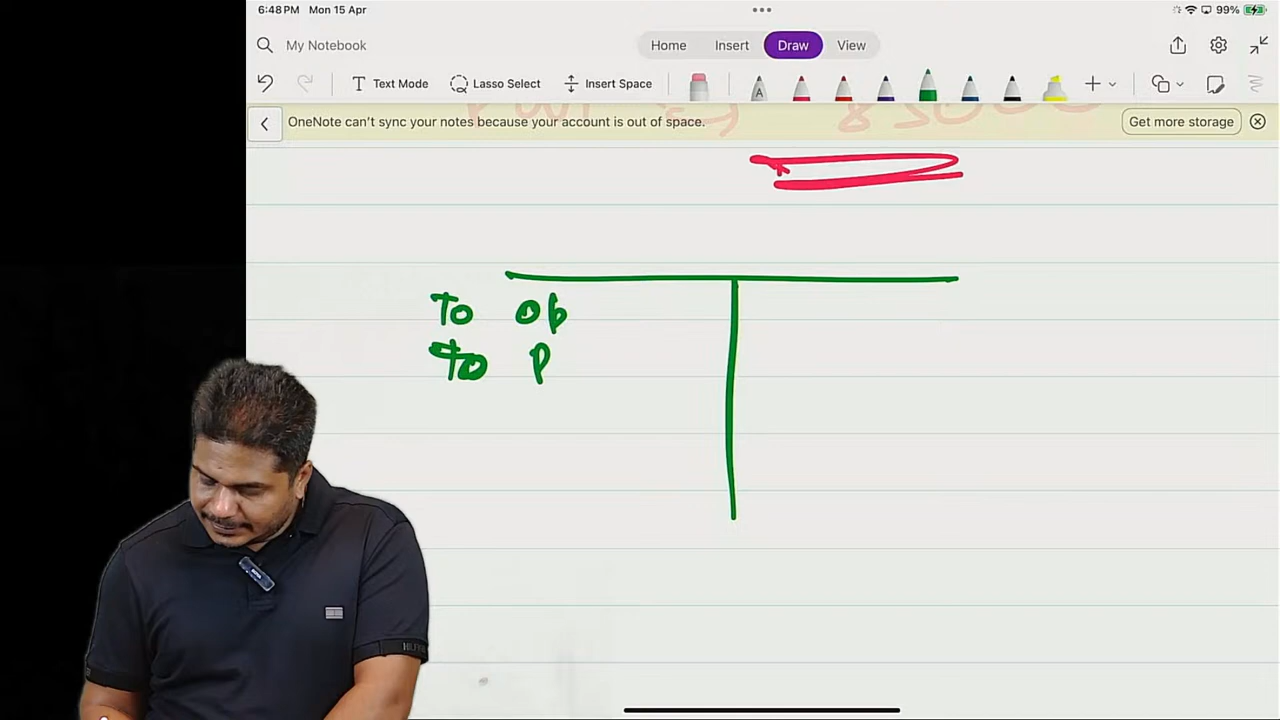 6:48 PM Mon 15 Apr
99%
My Notebook
Home Insert Draw View
Text Mode Lasso Select Insert Space
A
OneNote can't sync your notes because your account is out of space.
Get more storage
To Op
To P